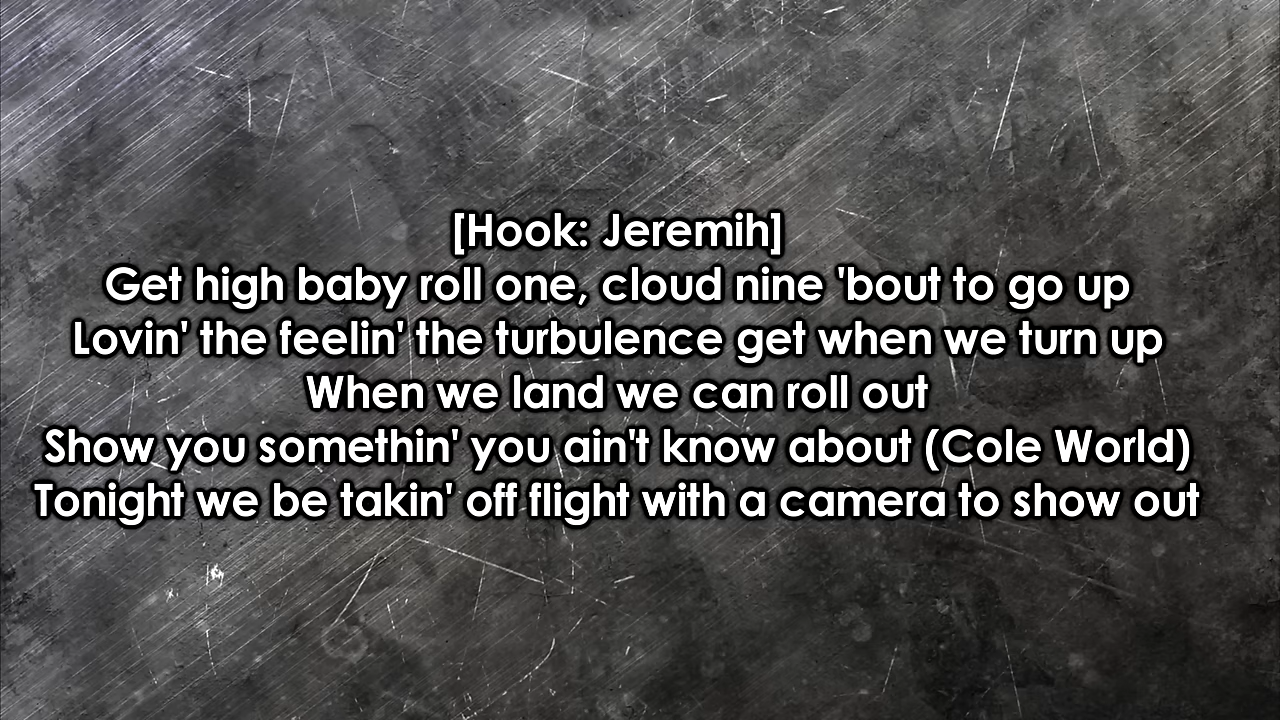 [Hook: Jeremih]
Get high baby roll one, cloud nine 'bout to go up
Lovin' the feelin' the turbulence get when we turn up
When we land we can roll out
Show you somethin' you ain't know about (Cole World)
Tonight we be takin' off flight with a camera to show out